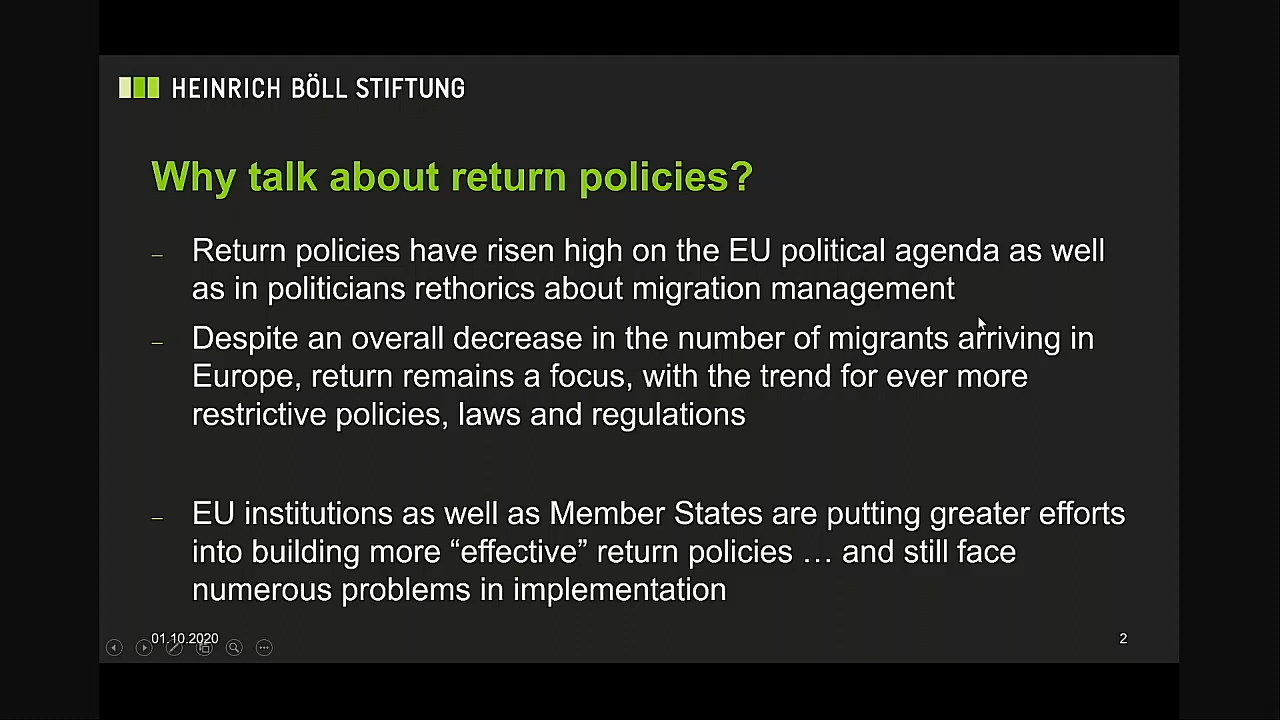 HEINRICH BÖLL STIFTUNG
Why talk about return policies?
– Return policies have risen high on the EU political agenda as well
as in politicians rethorics about migration management
– Despite an overall decrease in the number of migrants arriving in
Europe, return remains a focus, with the trend for ever more
restrictive policies, laws and regulations
– EU institutions as well as Member States are putting greater efforts
into building more “effective” return policies … and still face
numerous problems in implementation
01.10.2020
2